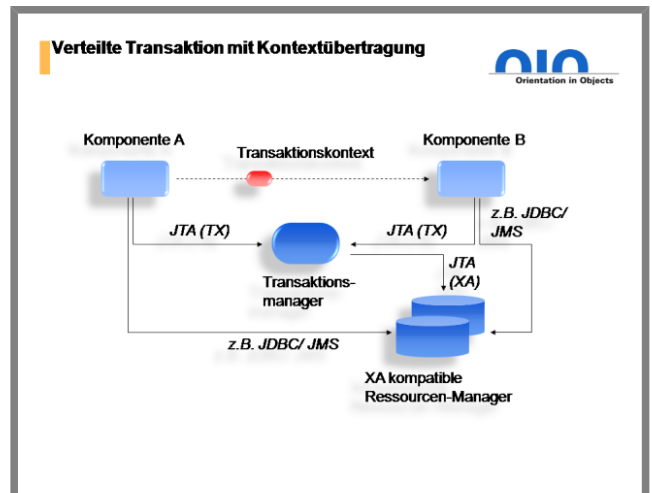 Verteilte Transaktion mit Kontextübertragung
OIO
Orientation in Objects
Komponente A
Transaktionskontext
Komponente B
z.B. JDBC/
JMS
JTA (TX)
JTA (TX)
JTA
(XA)
Transaktions-
manager
z.B. JDBC/ JMS
XA kompatible
Ressourcen-Manager